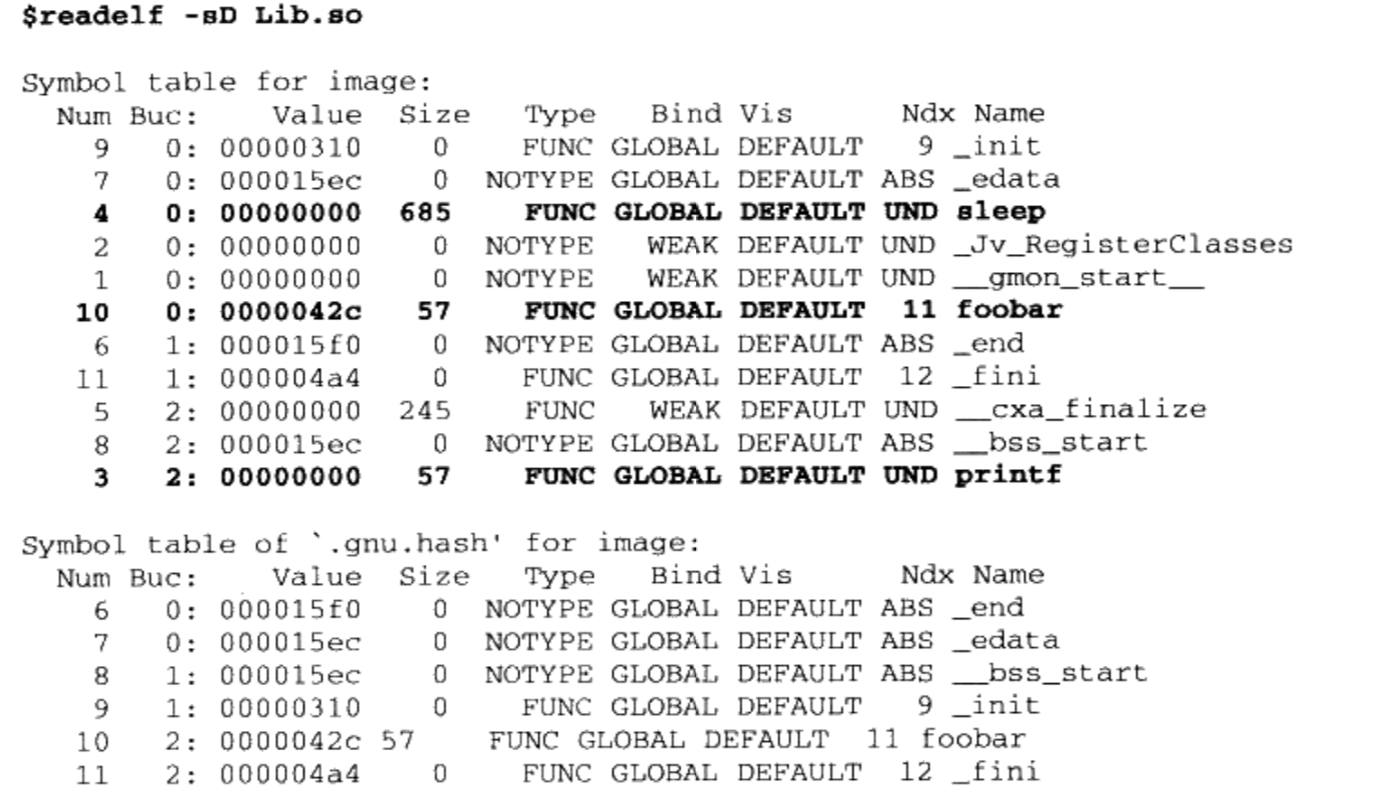 $readelf -sD Lib.so
Symbol table for image:
Num Buc: Value Size Type Bind Vis Ndx Name
9 0: 00000310 0 FUNC GLOBAL DEFAULT 9 _init
7 0: 000015ec 0 NOTYPE GLOBAL DEFAULT ABS _edata
4 0: 00000000 685 FUNC GLOBAL DEFAULT UND sleep
2 0: 00000000 0 NOTYPE WEAK DEFAULT UND _Jv_RegisterClasses
1 0: 00000000 0 NOTYPE WEAK DEFAULT UND __gmon_start__
10 0: 0000042c 57 FUNC GLOBAL DEFAULT 11 foobar
6 1: 000015f0 0 NOTYPE GLOBAL DEFAULT ABS _end
11 1: 000004a4 0 FUNC GLOBAL DEFAULT 12 _fini
5 2: 00000000 245 FUNC WEAK DEFAULT UND __cxa_finalize
8 2: 000015ec 0 NOTYPE GLOBAL DEFAULT ABS __bss_start
3 2: 00000000 57 FUNC GLOBAL DEFAULT UND printf
Symbol table of `.gnu.hash' for image:
Num Buc: Value Size Type Bind Vis Ndx Name
6 0: 000015f0 0 NOTYPE GLOBAL DEFAULT ABS _end
7 0: 000015ec 0 NOTYPE GLOBAL DEFAULT ABS _edata
8 1: 000015ec 0 NOTYPE GLOBAL DEFAULT ABS __bss_start
9 1: 00000310 0 FUNC GLOBAL DEFAULT 9 _init
10 2: 0000042c 57 FUNC GLOBAL DEFAULT 11 foobar
11 2: 000004a4 0 FUNC GLOBAL DEFAULT 12 _fini